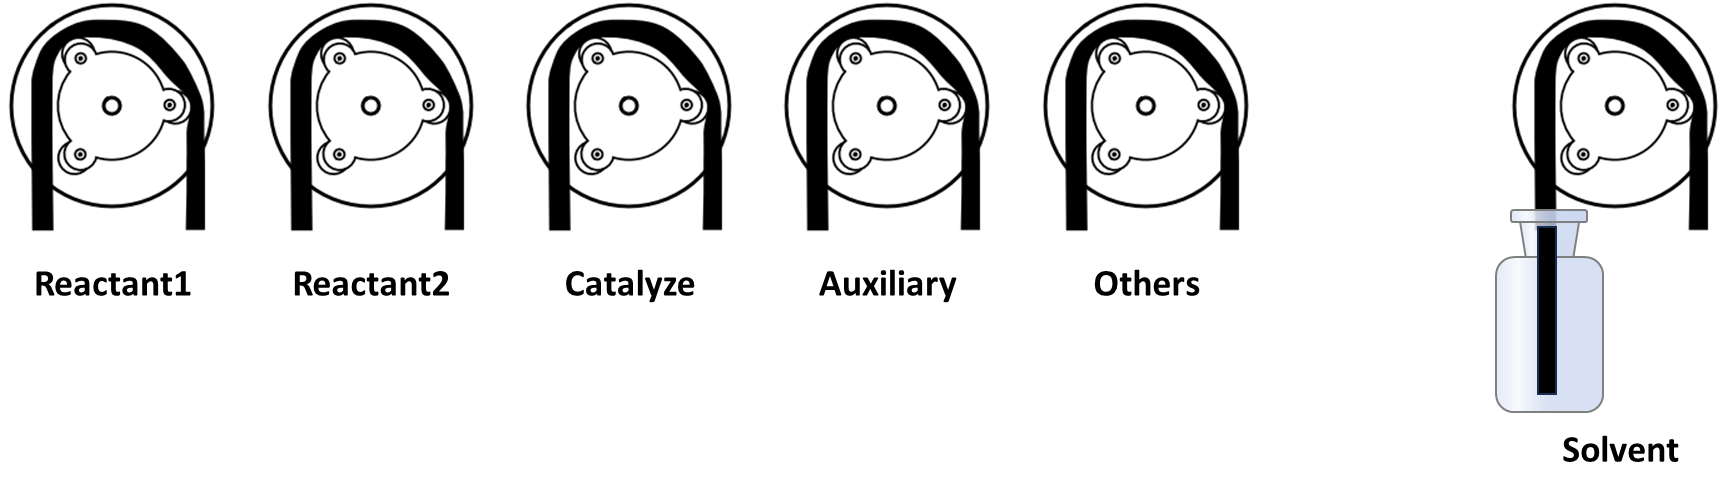 Reactant1
Reactant2
Catalyze
Auxiliary
Others
Solvent